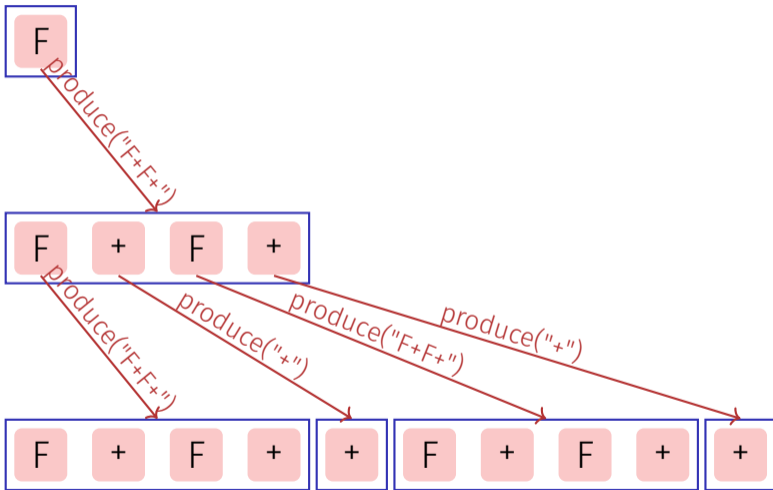 F
produce("F+F+")
F + F +
produce("F+F+") produce("+") produce("F+F+") produce("+")
F + F + + F + F + +